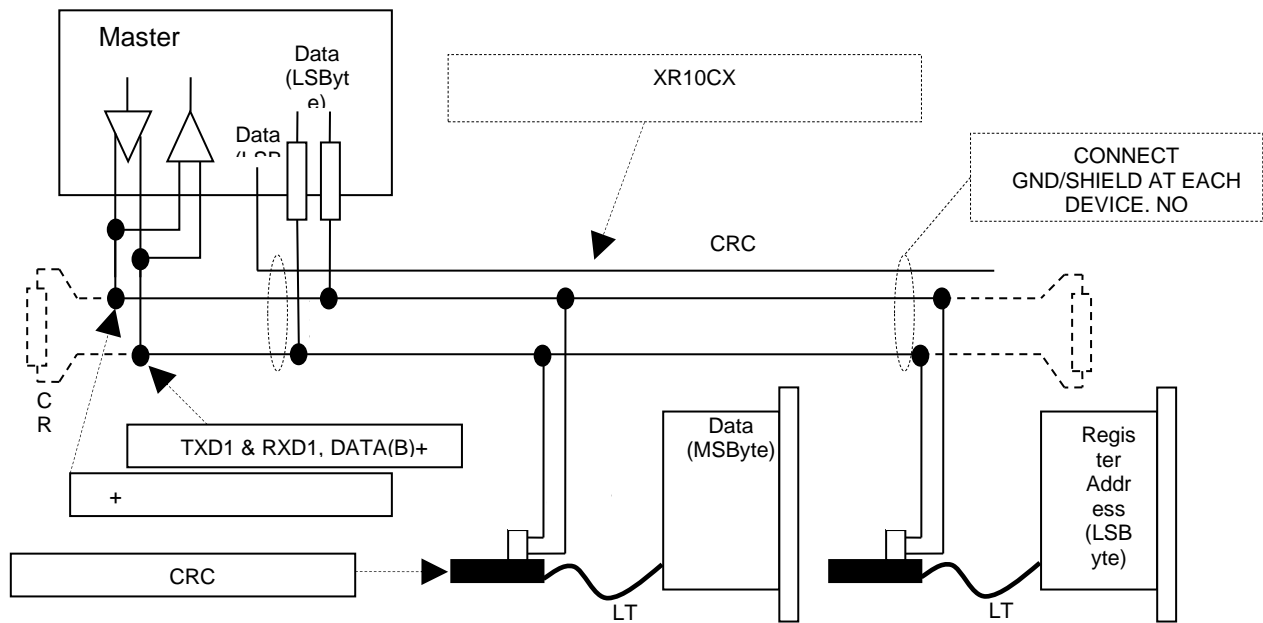 Master
Data
(LSByt
e)
Data
XR10CX
CONNECT
GND/SHIELD AT EACH
DEVICE. NO
CRC
C
R
TXD1 & RXD1, DATA(B)+
+
CRC
Data
(MSByte)
LT
Regis
ter
Addr
ess
(LSB
yte)
LT